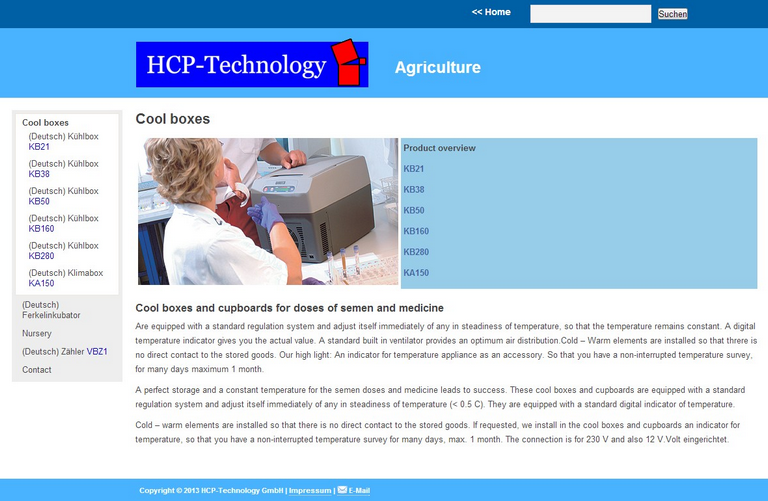 << Home
Suchen
HCP-Technology
Agriculture
Cool boxes
(Deutsch) Kühlbox
KB21
(Deutsch) Kühlbox
KB38
(Deutsch) Kühlbox
KB50
(Deutsch) Kühlbox
KB160
(Deutsch) Kühlbox
KB280
(Deutsch) Klimabox
KA150
(Deutsch)
Ferkelinkubator
Nursery
(Deutsch) Zähler VBZ1
Contact
Cool boxes
Product overview
KB21
KB38
KB50
KB160
KB280
KA150
Cool boxes and cupboards for doses of semen and medicine
Are equipped with a standard regulation system and adjust itself immediately of any in steadiness of temperature, so that the temperature remains constant. A digital
temperature indicator gives you the actual value. A standard built in ventilator provides an optimum air distribution.Cold – Warm elements are installed so that threre is
no direct contact to the stored goods. Our high light: An indicator for temperature appliance as an accessory. So that you have a non-interrupted temperature survey,
for many days maximum 1 month.
A perfect storage and a constant temperature for the semen doses and medicine leads to success. These cool boxes and cupboards are equipped with a standard
regulation system and adjust itself immediately of any in steadiness of temperature (< 0.5 C). They are equipped with a standard digital indicator of temperature.
Cold – warm elements are installed so that there is no direct contact to the stored goods. If requested, we install in the cool boxes and cupboards an indicator for
temperature, so that you have a non-interrupted temperature survey for many days, max. 1 month. The connection is for 230 V and also 12 V.Volt eingerichtet.
Copyright © 2013 HCP-Technology GmbH | Impressum | E-Mail